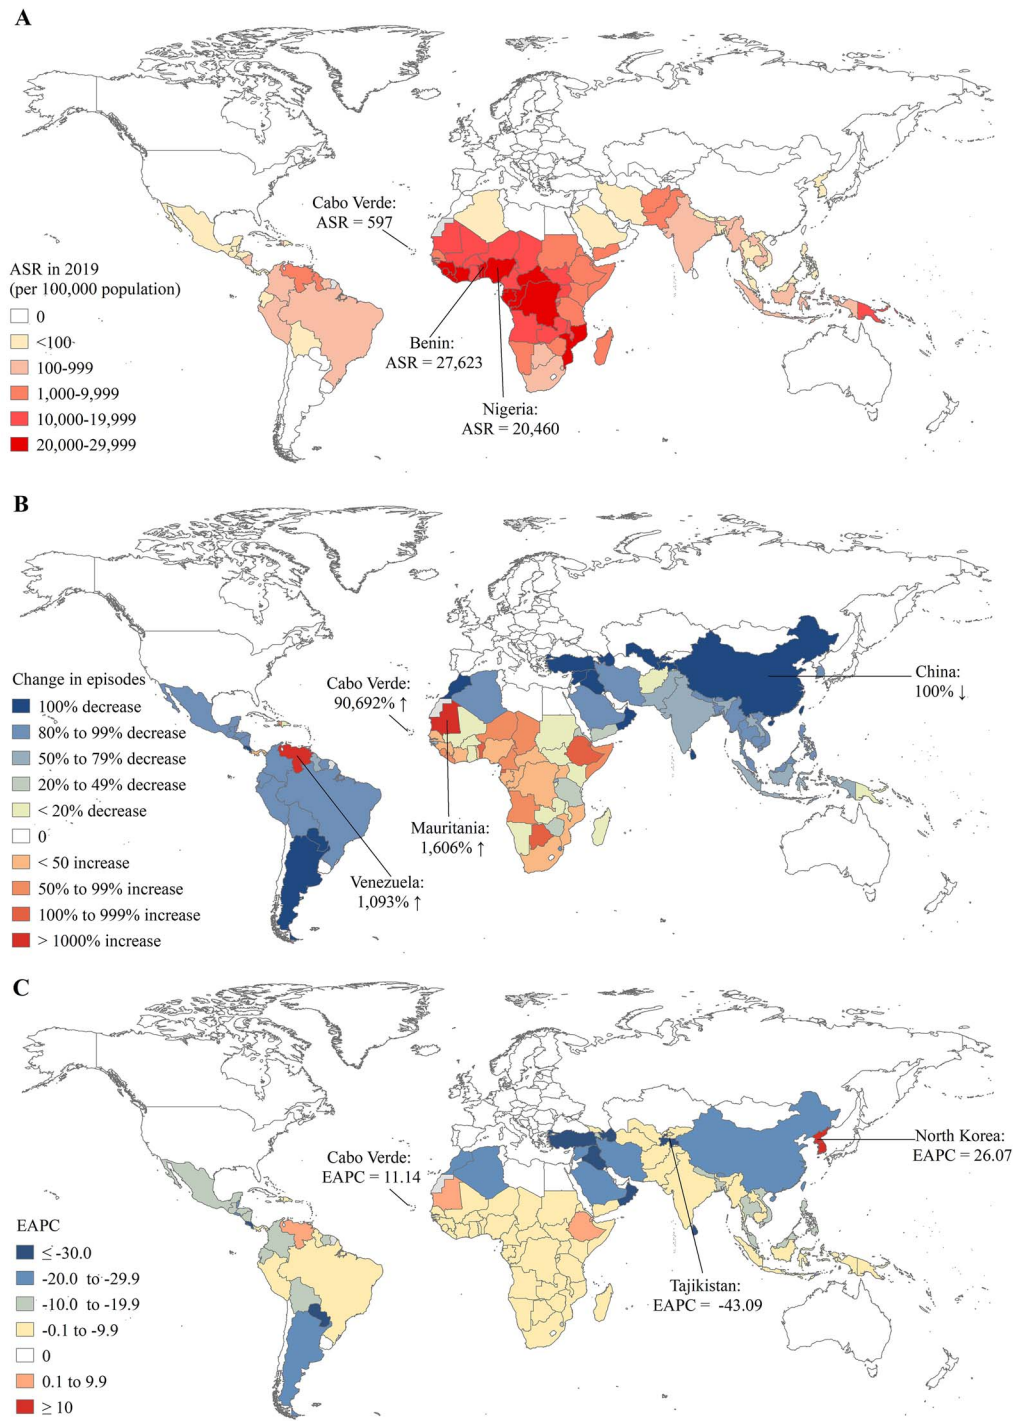 A
Cabo Verde:
ASR = 597
ASR in 2019
(per 100,000 population)
0
<100
100-999
1,000-9,999
10,000-19,999
20,000-29,999
Benin:
ASR = 27,623
Nigeria:
ASR = 20,460
B
Change in episodes
100% decrease
80% to 99% decrease
50% to 79% decrease
20% to 49% decrease
< 20% decrease
0
< 50 increase
50% to 99% increase
100% to 999% increase
> 1000% increase
Cabo Verde:
90,692% ↑
China:
100% ↓
Mauritania:
1,606% ↑
Venezuela:
1,093% ↑
C
Cabo Verde:
EAPC = 11.14
North Korea:
EAPC = 26.07
Tajikistan:
EAPC = -43.09
EAPC
≤ -30.0
-20.0 to -29.9
-10.0 to -19.9
-0.1 to -9.9
0
0.1 to 9.9
≥ 10